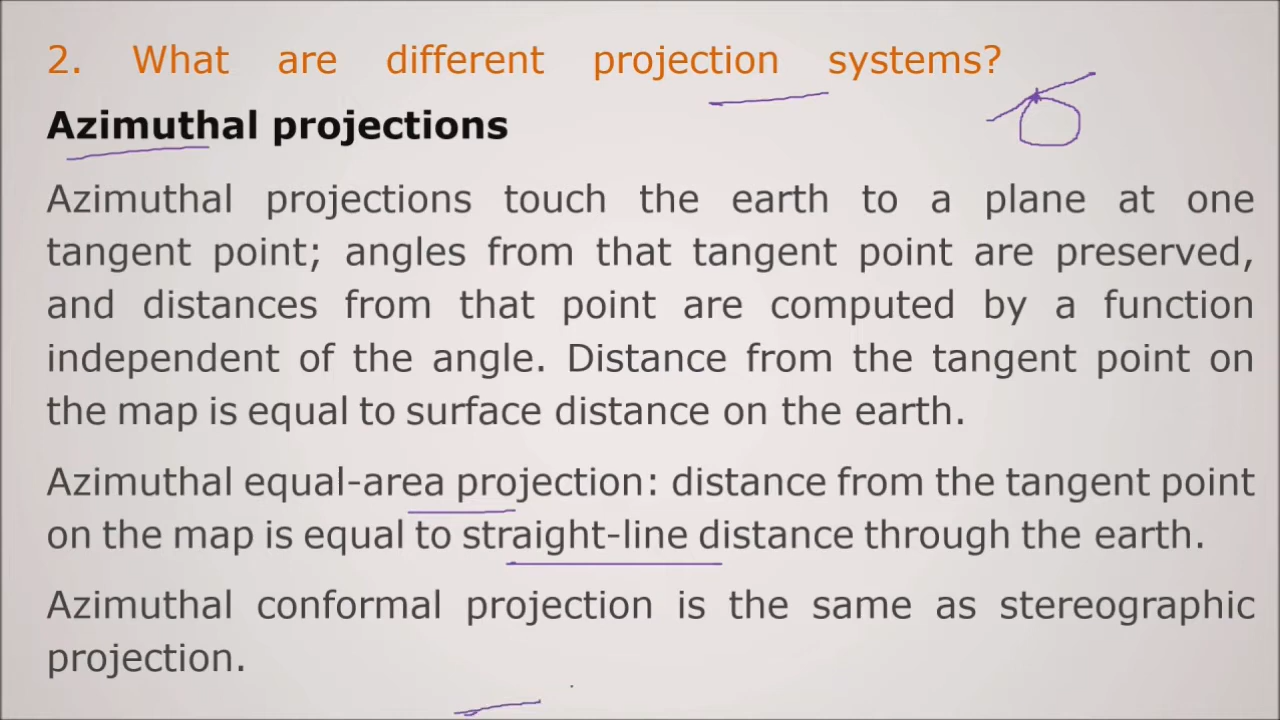 2. What are different projection systems?
Azimuthal projections
Azimuthal projections touch the earth to a plane at one
tangent point; angles from that tangent point are preserved,
and distances from that point are computed by a function
independent of the angle. Distance from the tangent point on
the map is equal to surface distance on the earth.
Azimuthal equal-area projection: distance from the tangent point
on the map is equal to straight-line distance through the earth.
Azimuthal conformal projection is the same as stereographic
projection.